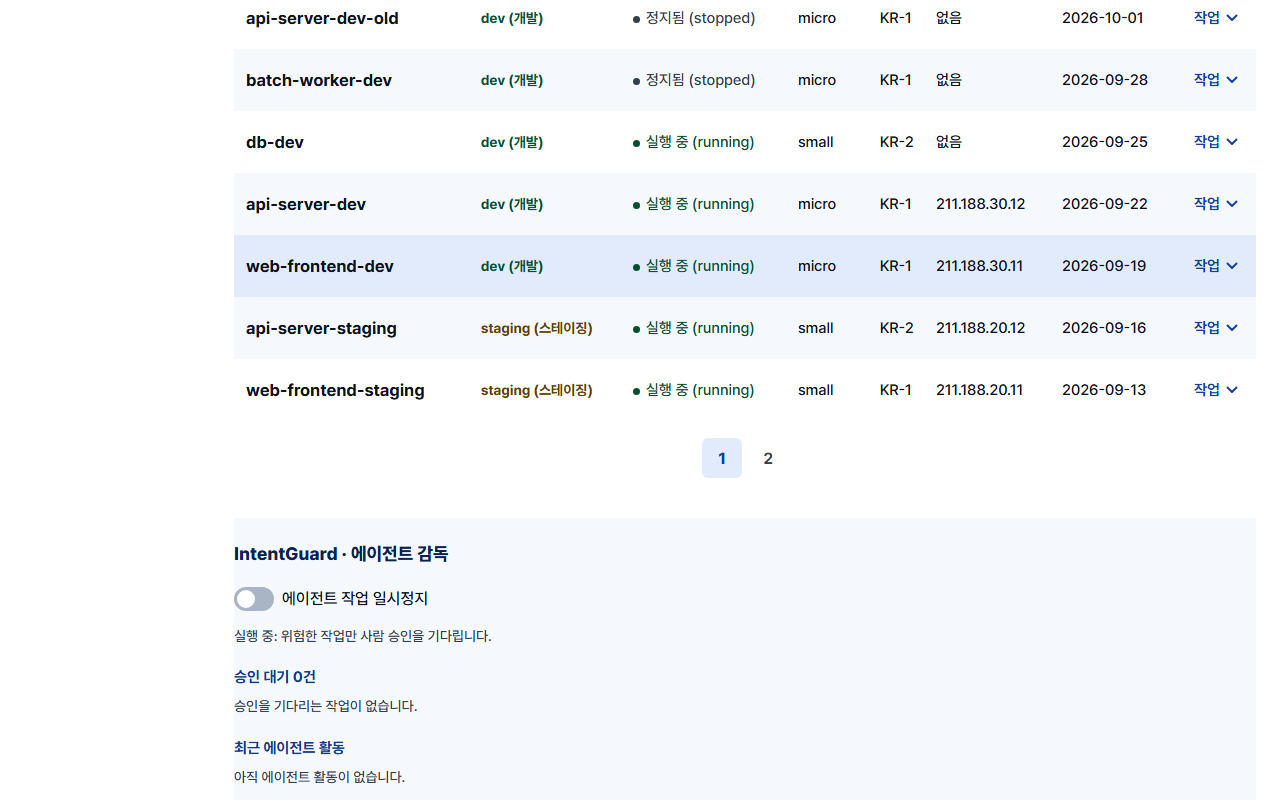 api-server-dev-old dev (개발) 정지됨 (stopped) micro KR-1 없음 2026-10-01 작업
batch-worker-dev dev (개발) 정지됨 (stopped) micro KR-1 없음 2026-09-28 작업
db-dev dev (개발) 실행 중 (running) small KR-2 없음 2026-09-25 작업
api-server-dev dev (개발) 실행 중 (running) micro KR-1 211.188.30.12 2026-09-22 작업
web-frontend-dev dev (개발) 실행 중 (running) micro KR-1 211.188.30.11 2026-09-19 작업
api-server-staging staging (스테이징) 실행 중 (running) small KR-2 211.188.20.12 2026-09-16 작업
web-frontend-staging staging (스테이징) 실행 중 (running) small KR-1 211.188.20.11 2026-09-13 작업
1 2
IntentGuard · 에이전트 감독
에이전트 작업 일시정지
실행 중: 위험한 작업만 사람 승인을 기다립니다.
승인 대기 0건
승인을 기다리는 작업이 없습니다.
최근 에이전트 활동
아직 에이전트 활동이 없습니다.